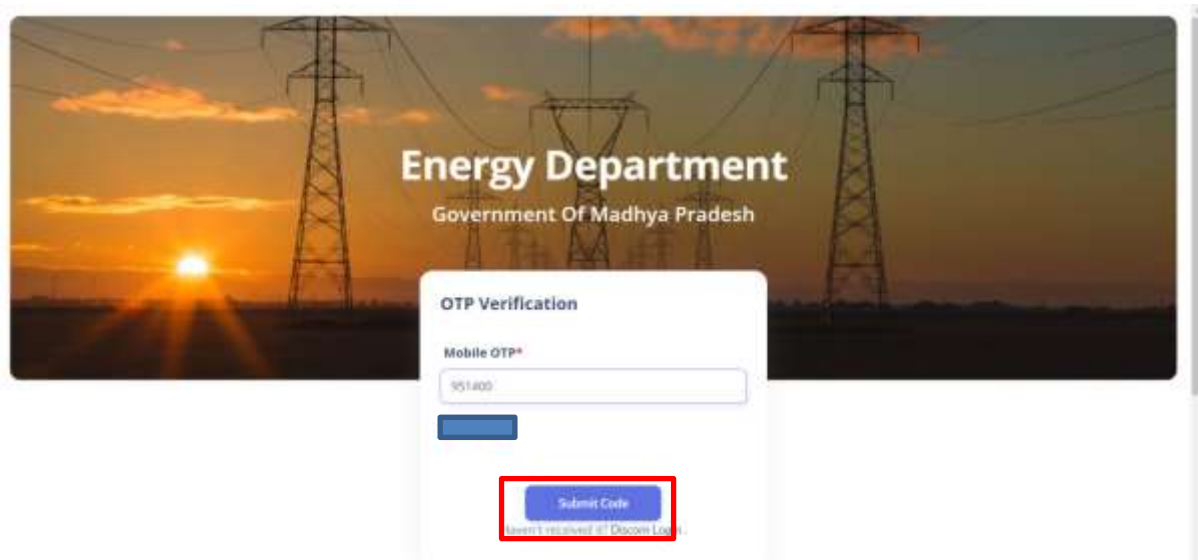 Energy Department
Government Of Madhya Pradesh
OTP Verification
Mobile OTP*
951400
Submit Code
Haven't received it? Discom Login